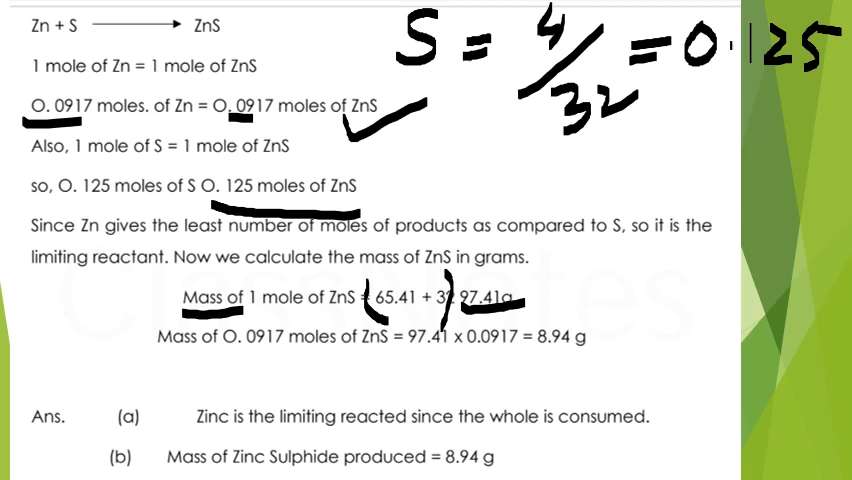 Zn + S ⟶ ZnS
S = 4/32 = 0.125
1 mole of Zn = 1 mole of ZnS
O. 0917 moles. of Zn = O. 0917 moles of ZnS
Also, 1 mole of S = 1 mole of ZnS
so, O. 125 moles of S O. 125 moles of ZnS
Since Zn gives the least number of moles of products as compared to S, so it is the
limiting reactant. Now we calculate the mass of ZnS in grams.
Mass of 1 mole of ZnS = (65.41 + 32) 97.41g
Mass of O. 0917 moles of ZnS = 97.41 x 0.0917 = 8.94 g
Ans. (a) Zinc is the limiting reacted since the whole is consumed.
(b) Mass of Zinc Sulphide produced = 8.94 g
ClassNotes